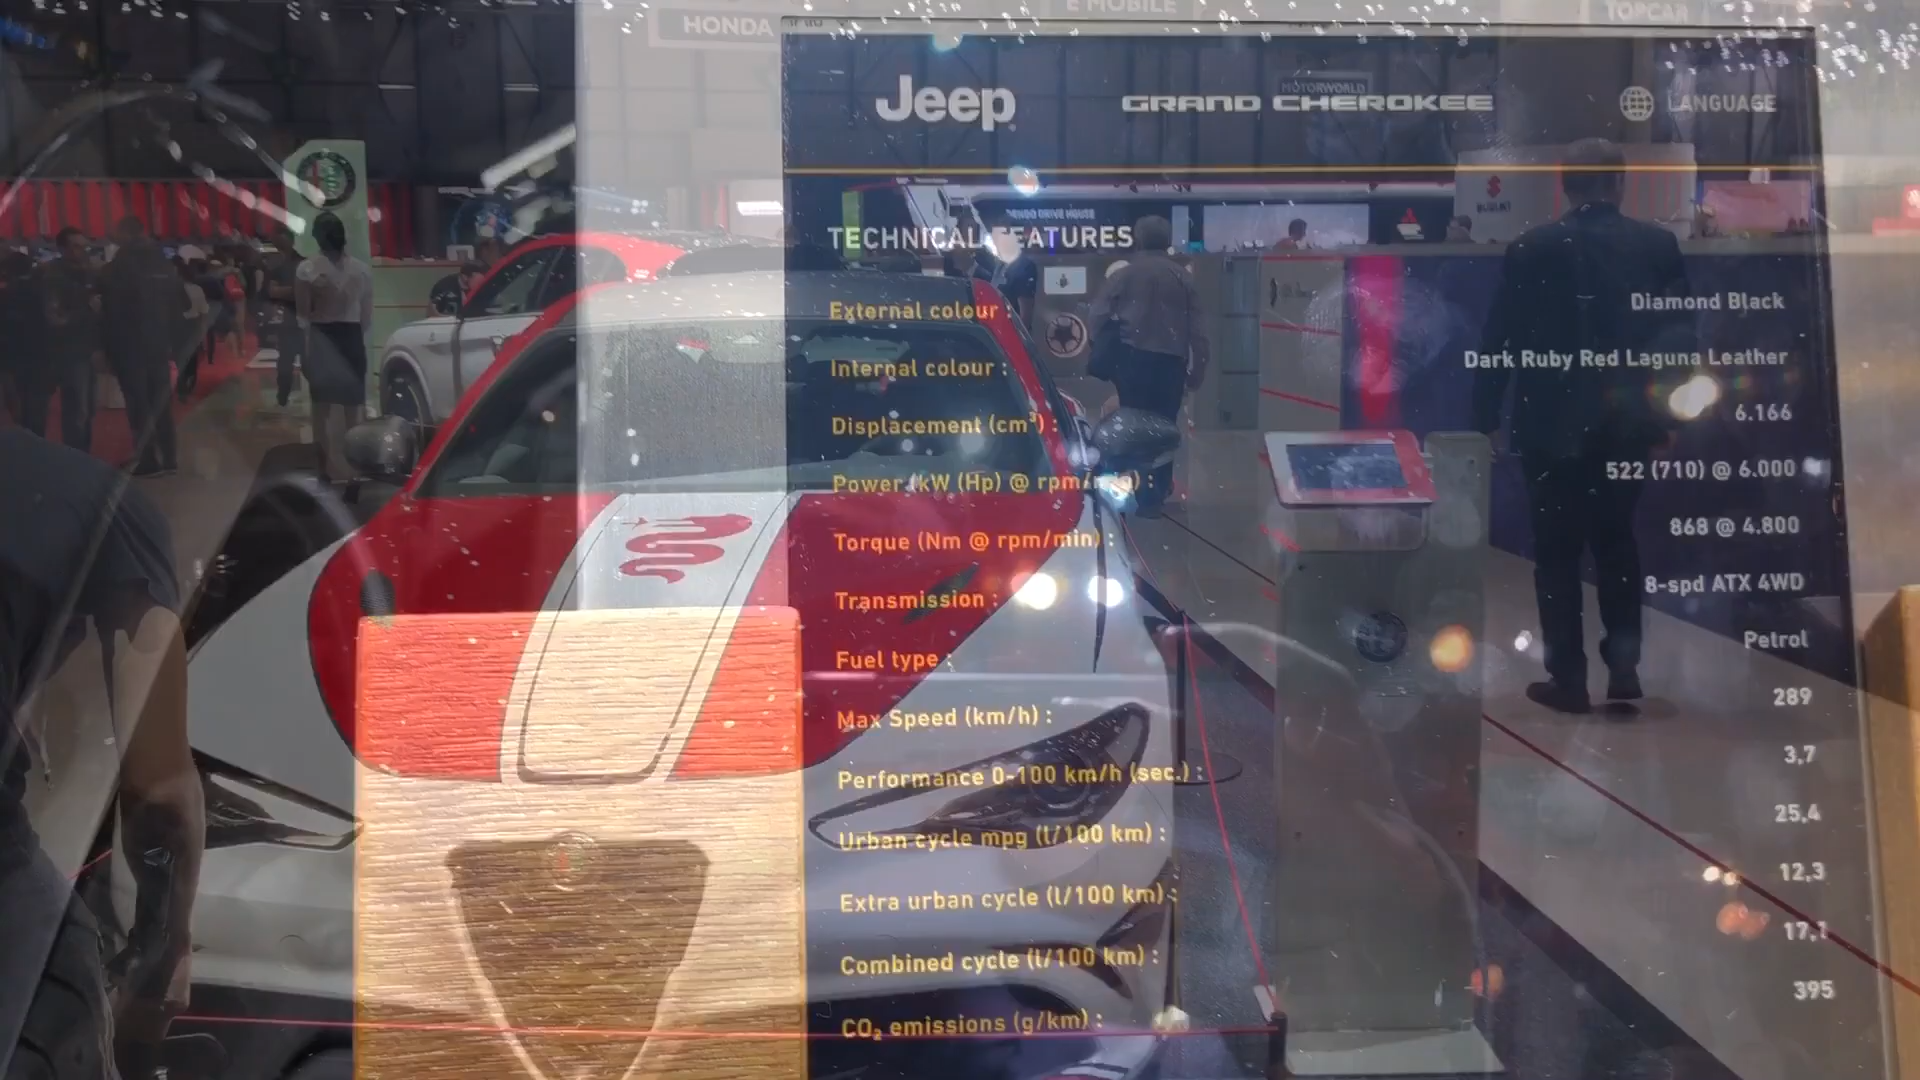 HONDA
E MOBILE
TOPCAR
Jeep
MOTORWORLD
GRAND CHEROKEE
LANGUAGE
SUZUKI
TECHNICAL FEATURES
External colour : Diamond Black
Internal colour : Dark Ruby Red Laguna Leather
Displacement (cm³) : 6.166
Power (kW (Hp) @ rpm/min) : 522 (710) @ 6.000
Torque (Nm @ rpm/min) : 868 @ 4.800
Transmission : 8-spd ATX 4WD
Fuel type : Petrol
Max Speed (km/h) : 289
Performance 0-100 km/h (sec.) : 3,7
Urban cycle mpg (l/100 km) : 25,4
Extra urban cycle (l/100 km) : 12,3
Combined cycle (l/100 km) : 17,1
CO₂ emissions (g/km) : 395